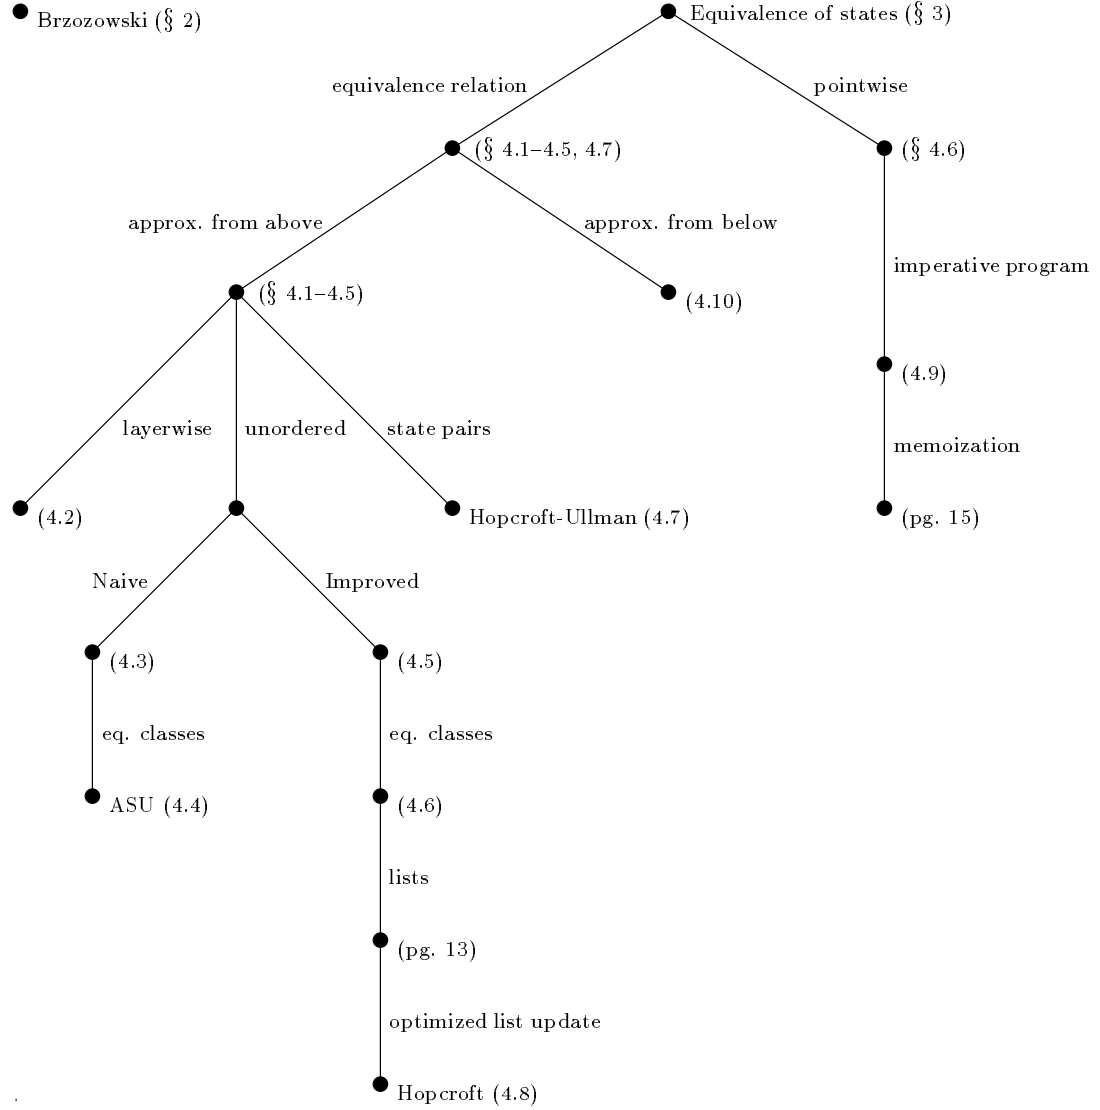 Brzozowski (§ 2)
Equivalence of states (§ 3)
equivalence relation
pointwise
(§ 4.1–4.5, 4.7)
(§ 4.6)
approx. from above
approx. from below
imperative program
(§ 4.1–4.5)
(4.10)
(4.9)
layerwise
unordered
state pairs
memoization
(4.2)
Hopcroft-Ullman (4.7)
(pg. 15)
Naive
Improved
(4.3)
(4.5)
eq. classes
eq. classes
ASU (4.4)
(4.6)
lists
(pg. 13)
optimized list update
Hopcroft (4.8)